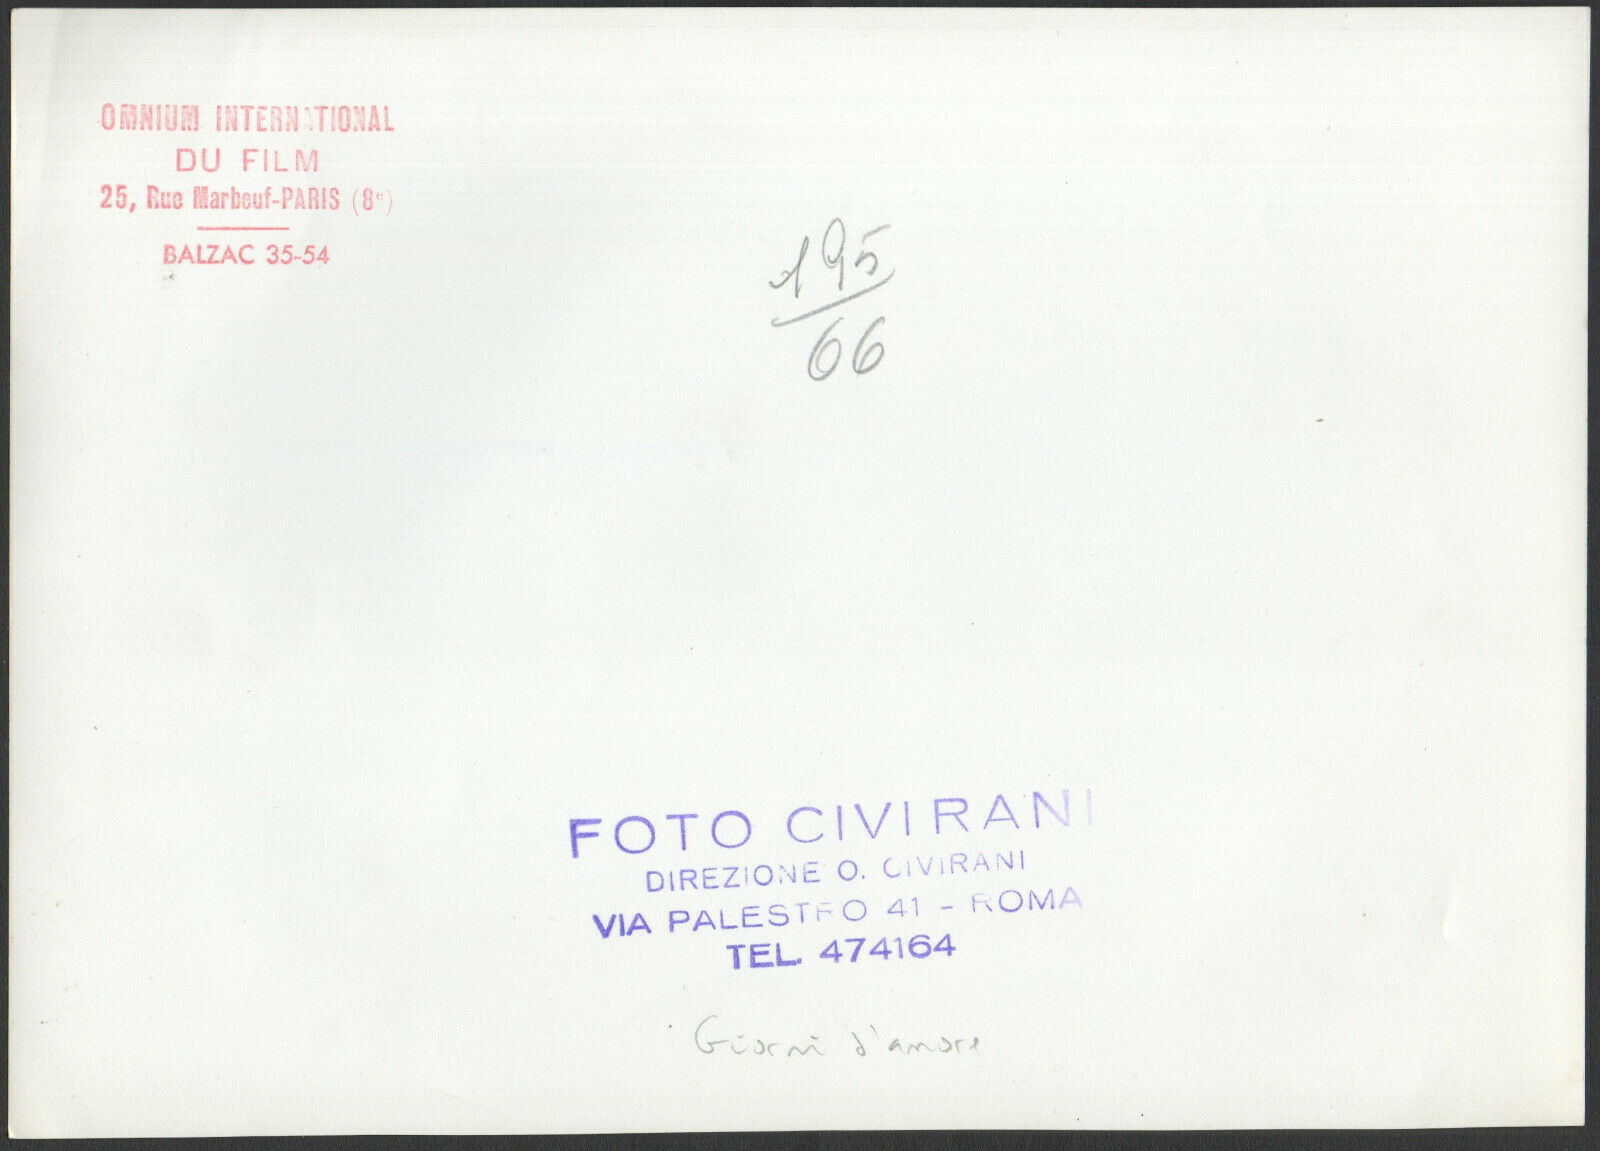 OMNIUM INTERNATIONAL
DU FILM
25, Rue Marbeuf-PARIS (8e)
BALZAC 35-54
195
66
FOTO CIVIRANI
DIREZIONE O. CIVIRANI
VIA PALESTRO 41 - ROMA
TEL. 474164
Giorni d'amore